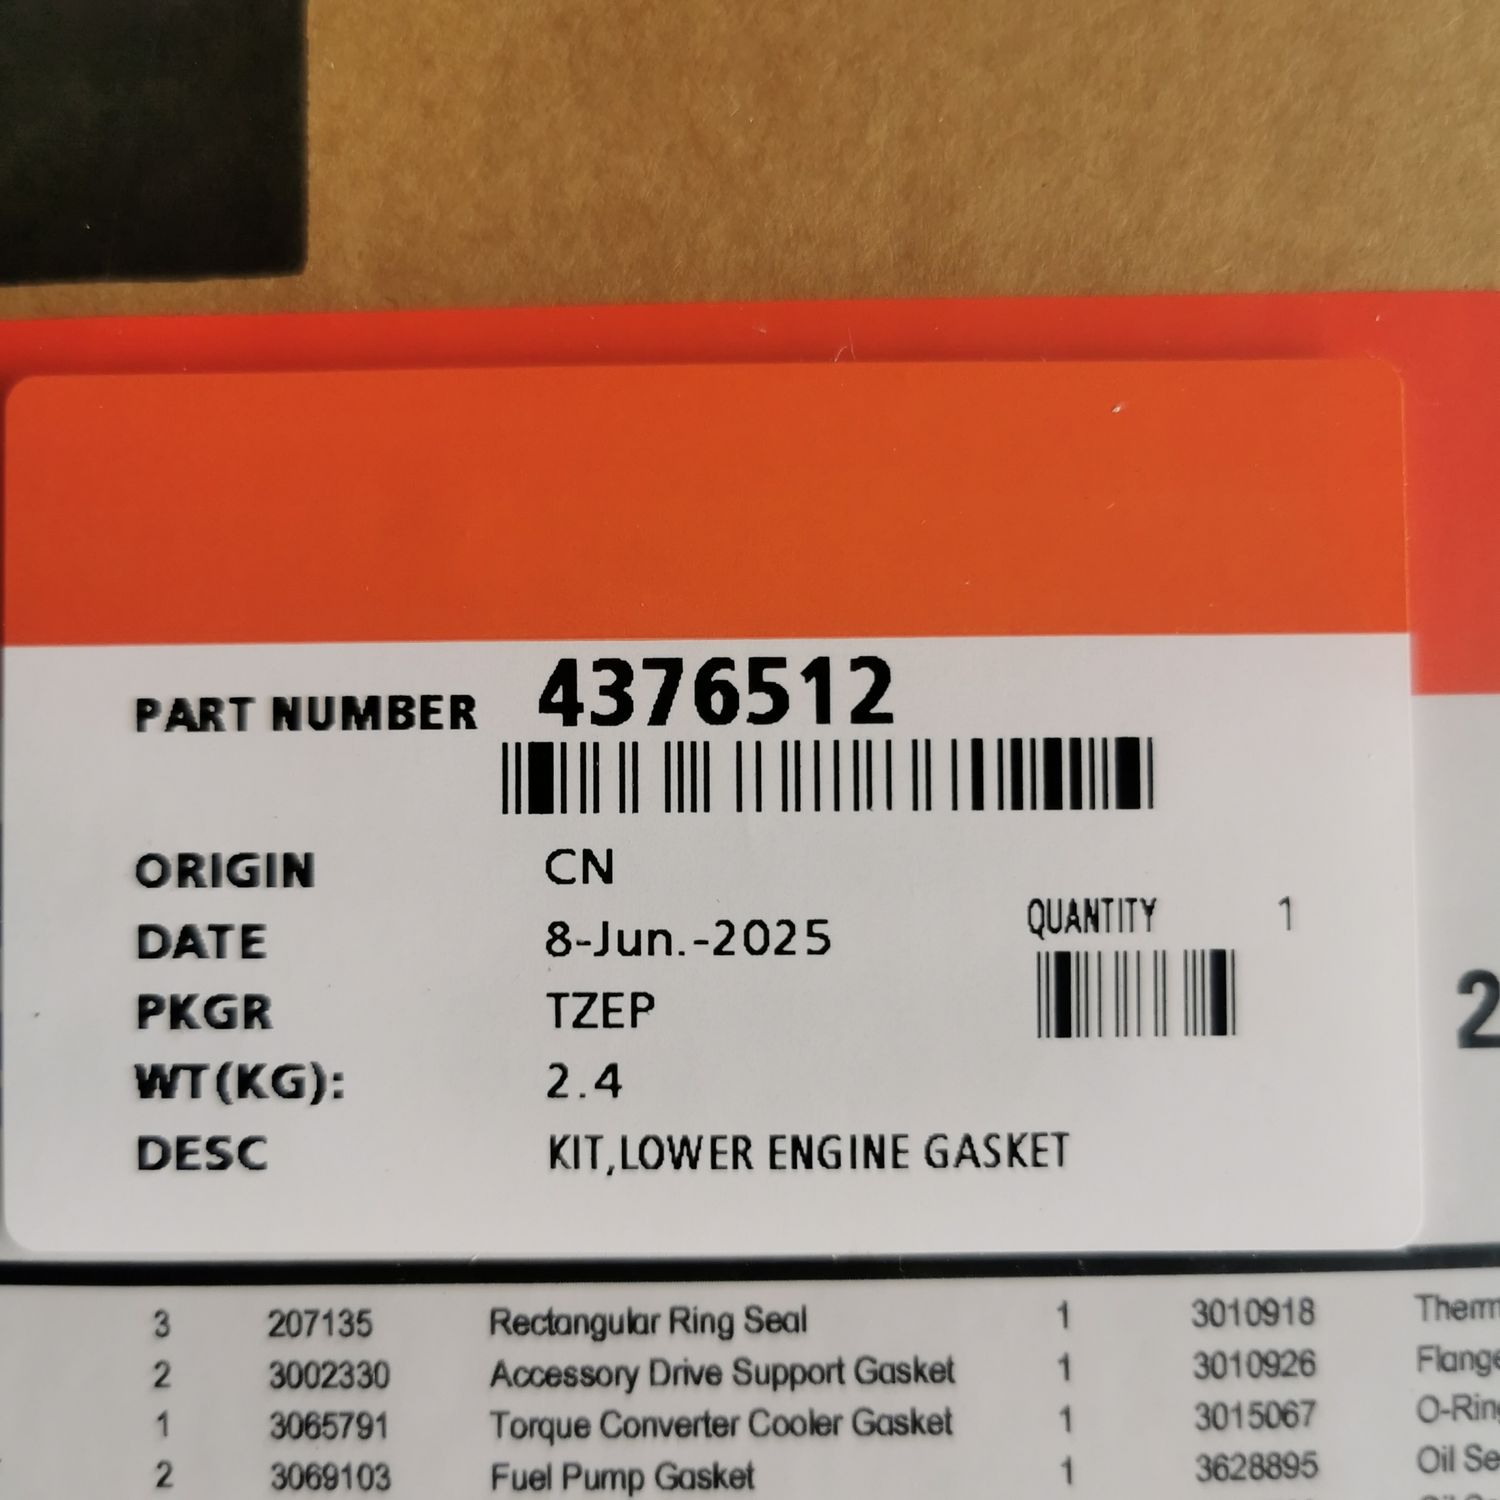 PART NUMBER 4376512
ORIGIN CN
DATE 8-Jun.-2025
QUANTITY 1
PKGR TZEP
2
WT(KG): 2.4
DESC KIT,LOWER ENGINE GASKET
3 207135 Rectangular Ring Seal 1 3010918
2 3002330 Accessory Drive Support Gasket 1 3010926
1 3065791 Torque Converter Cooler Gasket 1 3015067
2 3069103 Fuel Pump Gasket 1 3628895 Oil